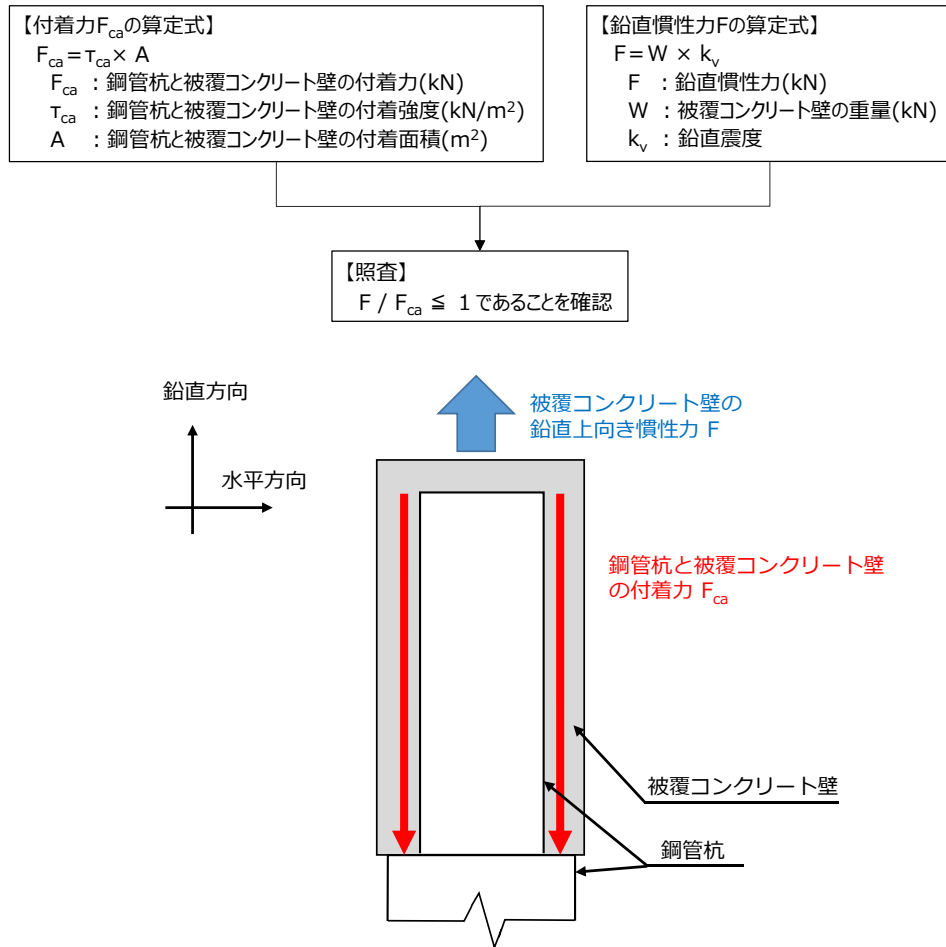 【付着力Fcaの算定式】
Fca=τca× A
Fca ：鋼管杭と被覆コンクリート壁の付着力(kN)
τca ：鋼管杭と被覆コンクリート壁の付着強度(kN/m²)
A ：鋼管杭と被覆コンクリート壁の付着面積(m²)
【鉛直慣性力Fの算定式】
F=W × kv
F ：鉛直慣性力(kN)
W ：被覆コンクリート壁の重量(kN)
kv ：鉛直震度
【照査】
F / Fca ≦ 1であることを確認
鉛直方向
水平方向
被覆コンクリート壁の
鉛直上向き慣性力 F
鋼管杭と被覆コンクリート壁
の付着力 Fca
被覆コンクリート壁
鋼管杭